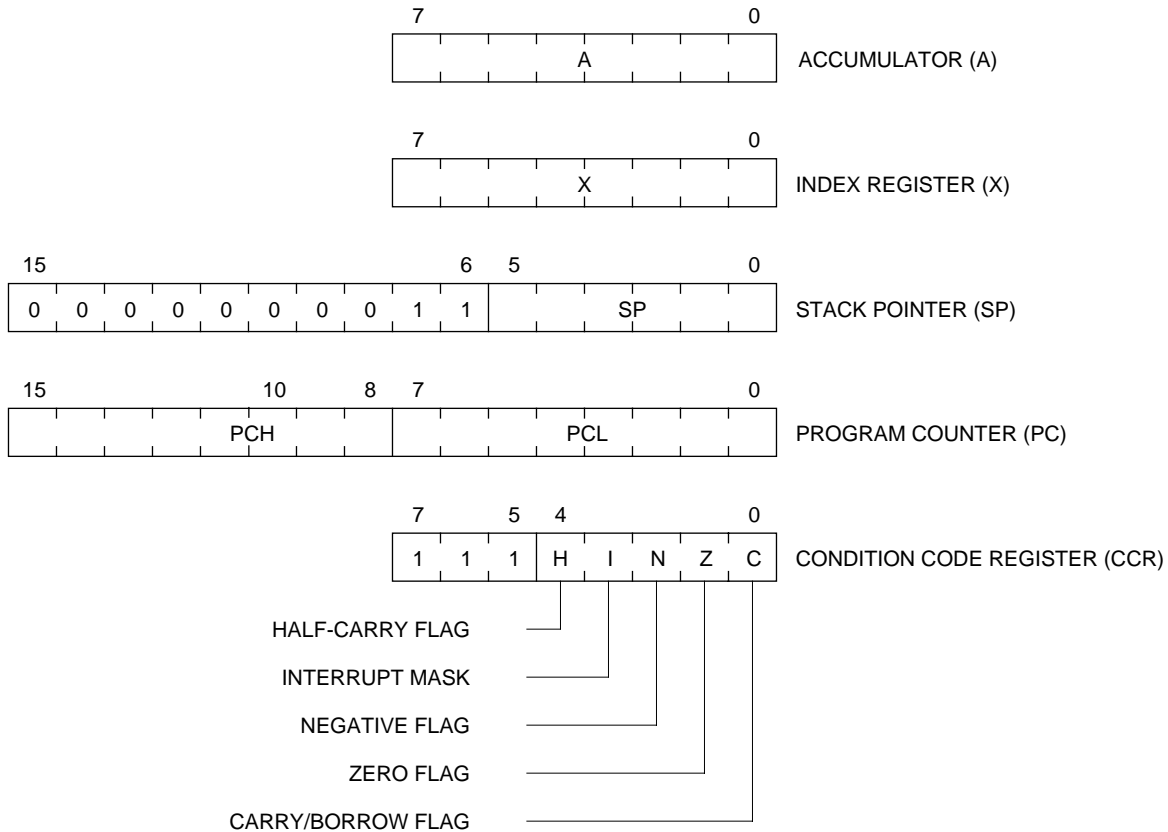 7 0
A ACCUMULATOR (A)
7 0
X INDEX REGISTER (X)
15 6 5 0
0 0 0 0 0 0 0 0 1 1 SP STACK POINTER (SP)
15 10 8 7 0
PCH PCL PROGRAM COUNTER (PC)
7 5 4 0
1 1 1 H I N Z C CONDITION CODE REGISTER (CCR)
HALF-CARRY FLAG
INTERRUPT MASK
NEGATIVE FLAG
ZERO FLAG
CARRY/BORROW FLAG